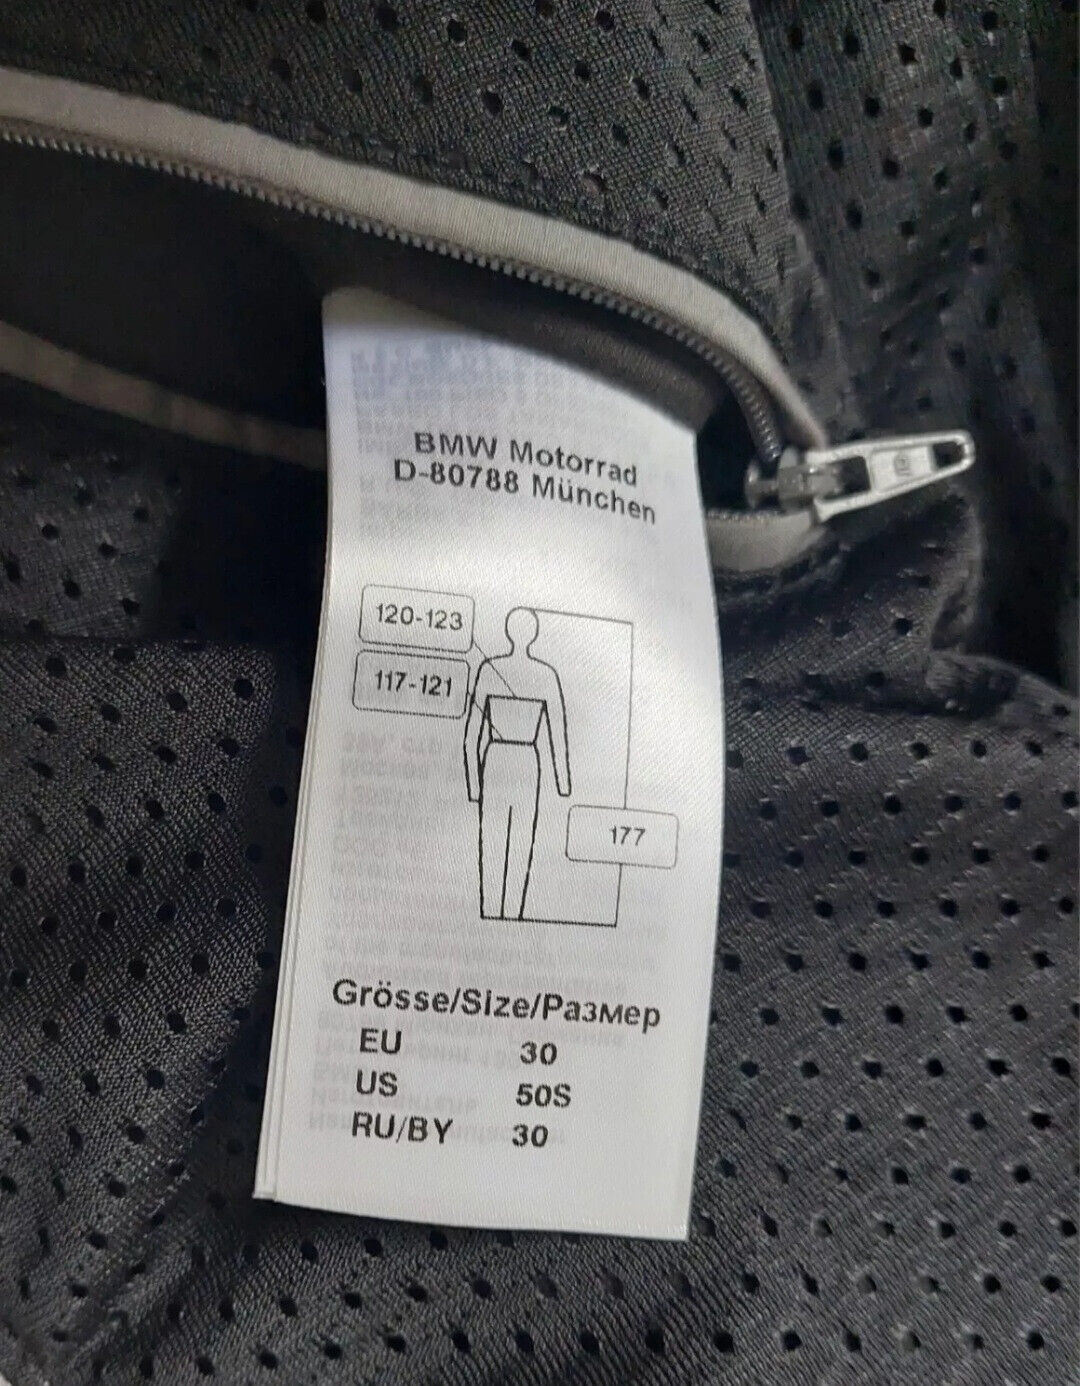 BMW Motorrad
D-80788 München
120-123
117-121
177
Grösse/Size/Размер
EU 30
US 50S
RU/BY 30